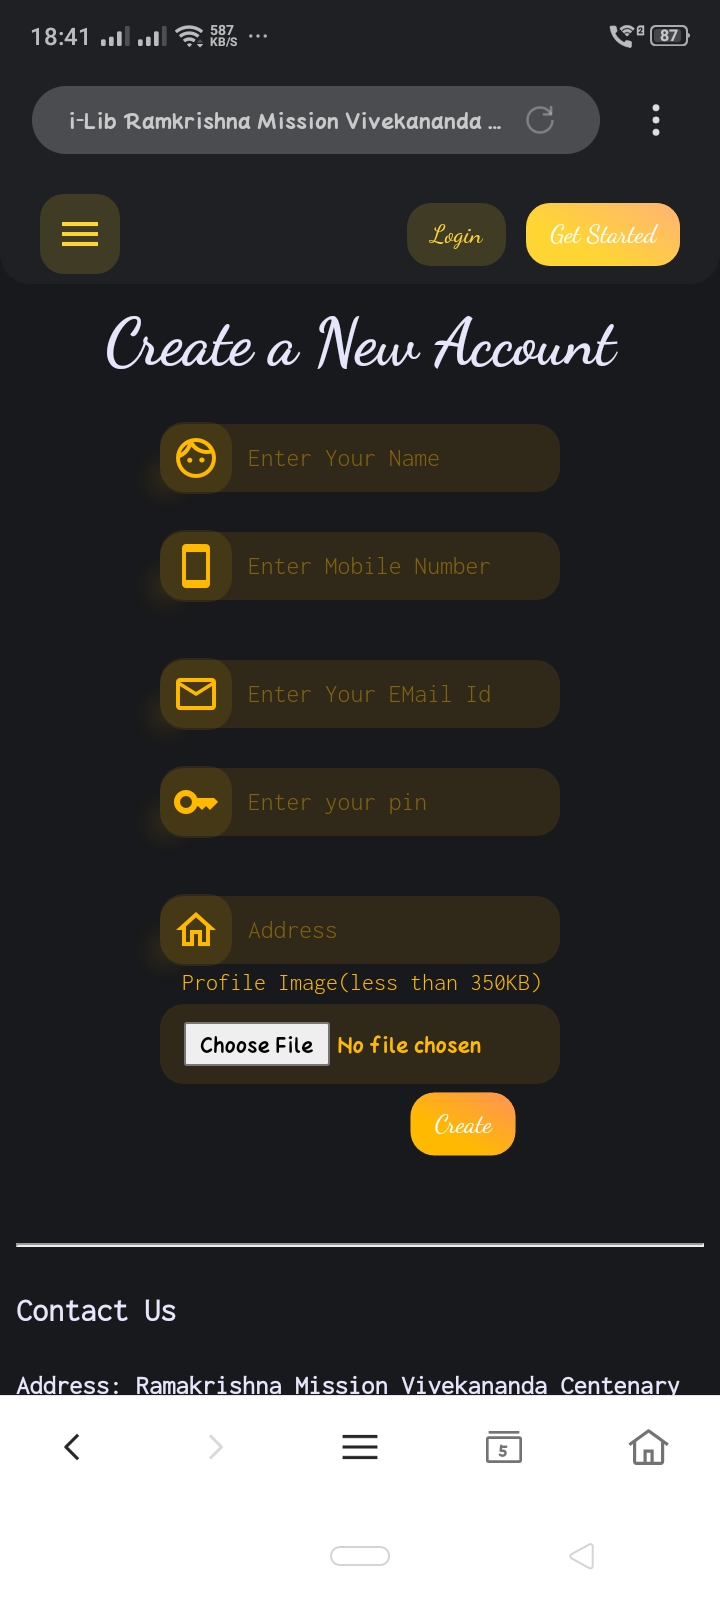 18:41 587 KB/S ... 2 87
i-Lib Ramkrishna Mission Vivekananda ...
Login Get Started
Create a New Account
Enter Your Name
Enter Mobile Number
Enter Your EMail Id
Enter your pin
Address
Profile Image(less than 350KB)
Choose File No file chosen
Create
Contact Us
Address: Ramakrishna Mission Vivekananda Centenary
5